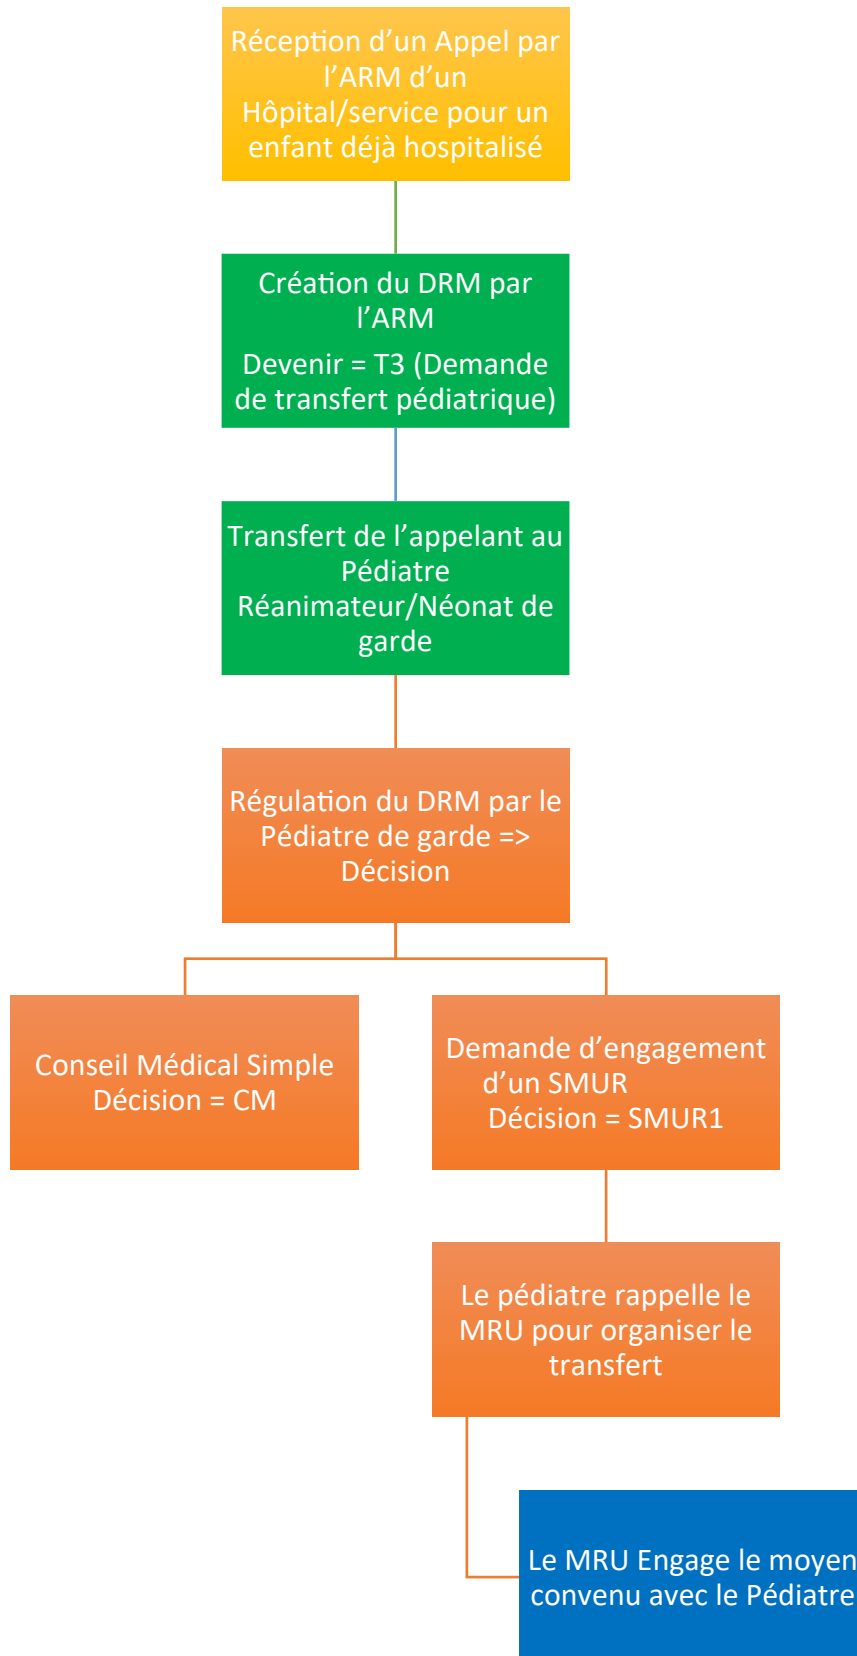 Réception d’un Appel par
l’ARM d’un
Hôpital/service pour un
enfant déjà hospitalisé
Création du DRM par
l’ARM
Devenir = T3 (Demande
de transfert pédiatrique)
Transfert de l’appelant au
Pédiatre
Réanimateur/Néonat de
garde
Régulation du DRM par le
Pédiatre de garde =>
Décision
Conseil Médical Simple
Décision = CM
Demande d’engagement
d’un SMUR
Décision = SMUR1
Le pédiatre rappelle le
MRU pour organiser le
transfert
Le MRU Engage le moyen
convenu avec le Pédiatre